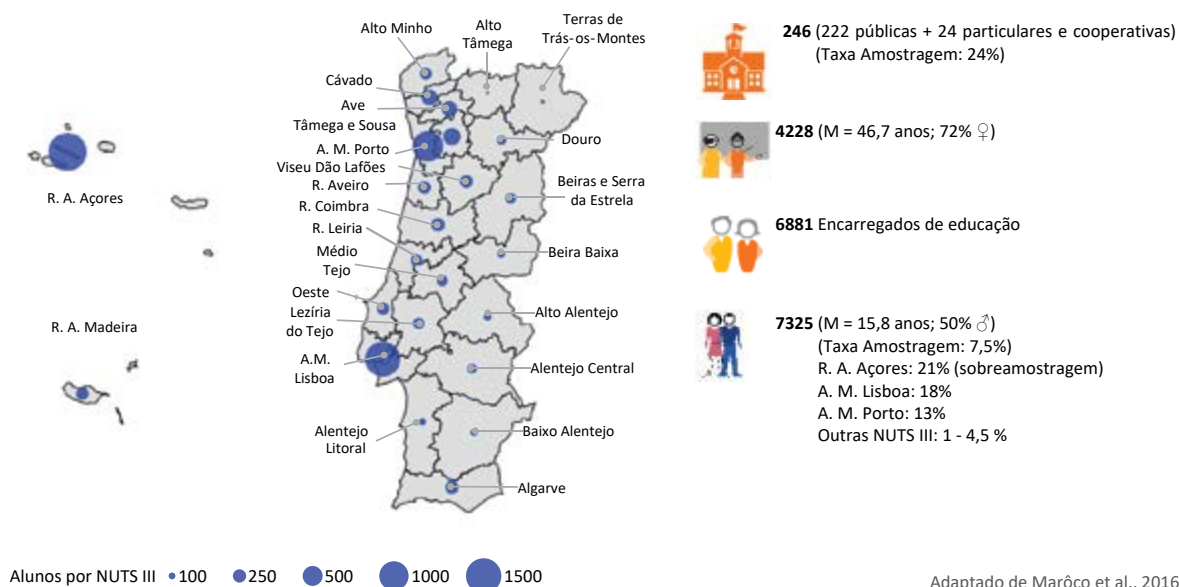 Alto Minho
Alto
Tâmega
Terras de
Trás-os-Montes
Cávado
Ave
Tâmega e Sousa
A. M. Porto
Viseu Dão Lafões
R. Aveiro
R. Coimbra
R. Leiria
Médio
Tejo
Oeste
Lezíria
do Tejo
A.M.
Lisboa
Alentejo
Litoral
Douro
Beiras e Serra
da Estrela
Beira Baixa
Alto Alentejo
Alentejo Central
Baixo Alentejo
Algarve
R. A. Açores
R. A. Madeira
246 (222 públicas + 24 particulares e cooperativas)
(Taxa Amostragem: 24%)
4228 (M = 46,7 anos; 72% ♀)
6881 Encarregados de educação
7325 (M = 15,8 anos; 50% ♂)
(Taxa Amostragem: 7,5%)
R. A. Açores: 21% (sobreamostragem)
A. M. Lisboa: 18%
A. M. Porto: 13%
Outras NUTS III: 1 - 4,5 %
Alunos por NUTS III 100 250 500 1000 1500
Adaptado de Marôco et al., 2016